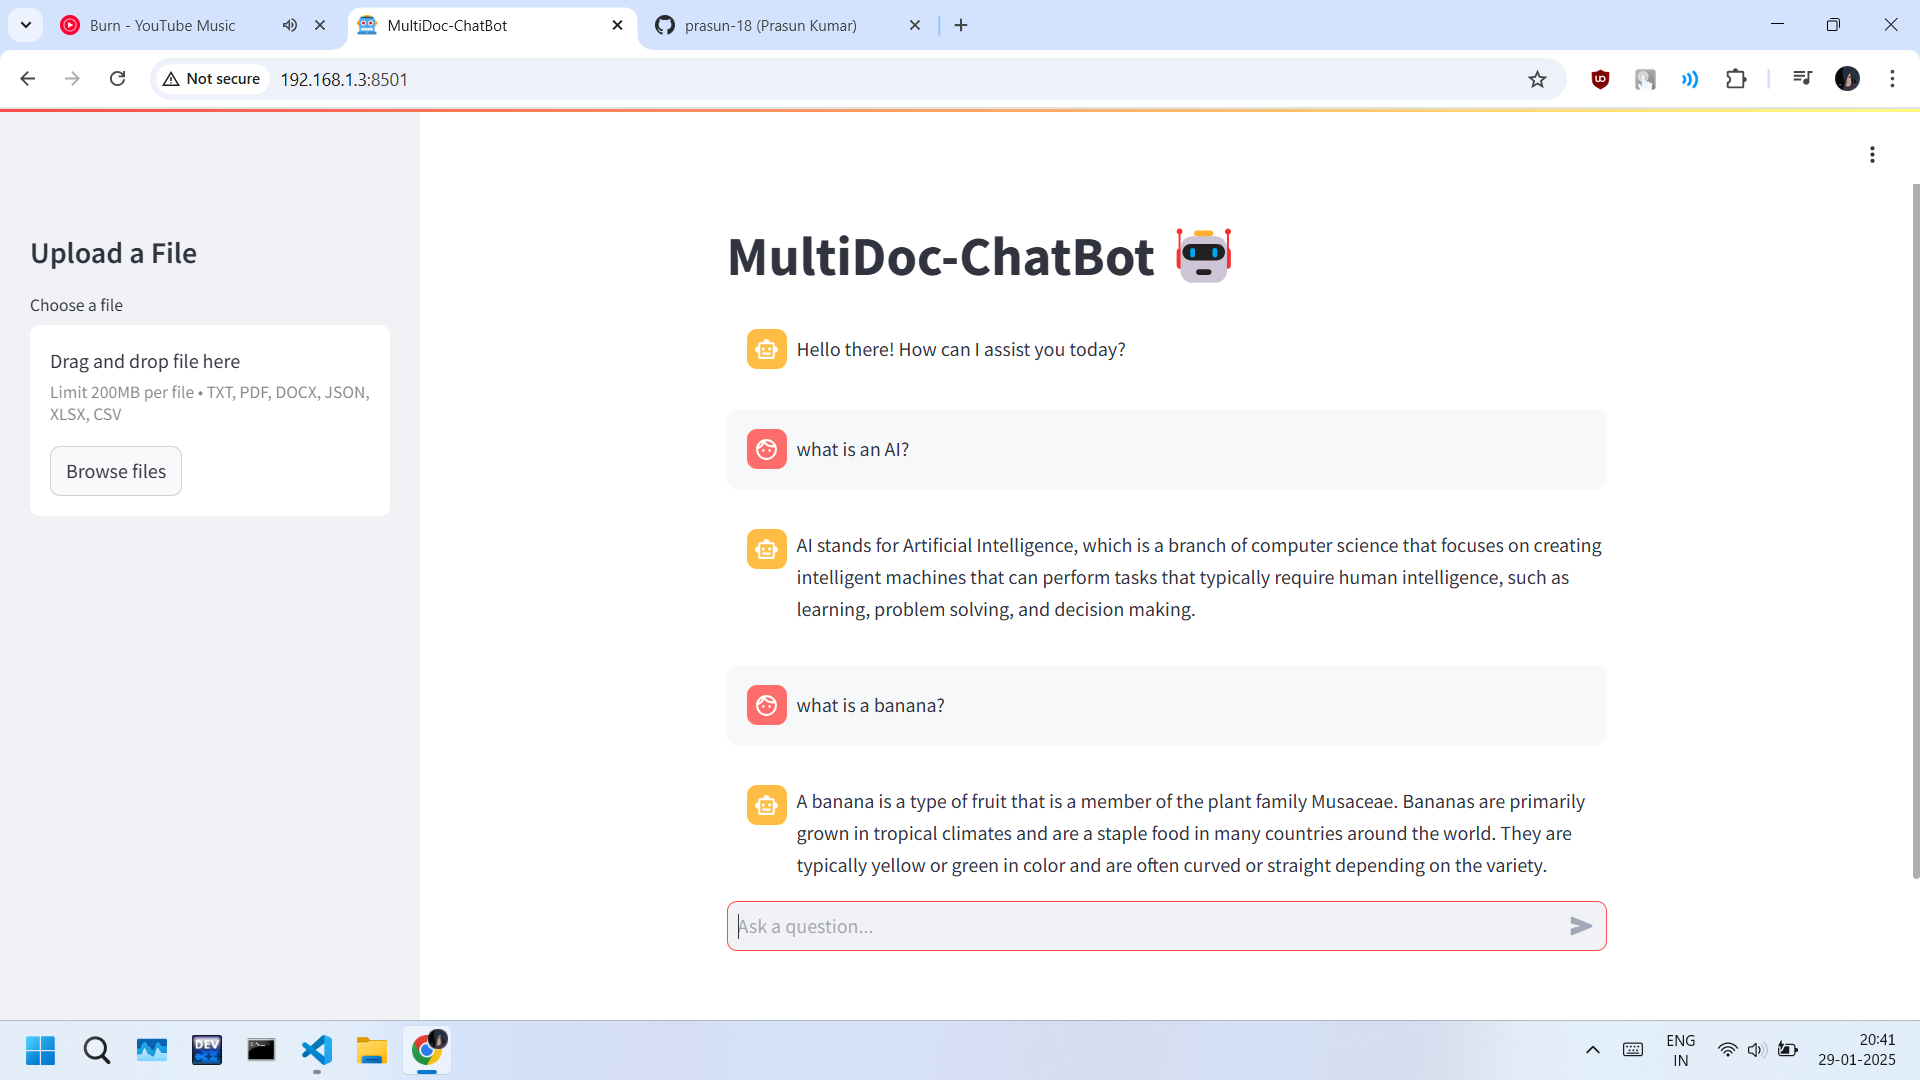 Burn - YouTube Music
MultiDoc-ChatBot
prasun-18 (Prasun Kumar)
Not secure
192.168.1.3:8501
Upload a File
Choose a file
Drag and drop file here
Limit 200MB per file • TXT, PDF, DOCX, JSON,
XLSX, CSV
Browse files
MultiDoc-ChatBot
Hello there! How can I assist you today?
what is an AI?
AI stands for Artificial Intelligence, which is a branch of computer science that focuses on creating
intelligent machines that can perform tasks that typically require human intelligence, such as
learning, problem solving, and decision making.
what is a banana?
A banana is a type of fruit that is a member of the plant family Musaceae. Bananas are primarily
grown in tropical climates and are a staple food in many countries around the world. They are
typically yellow or green in color and are often curved or straight depending on the variety.
Ask a question...
DEV
C++
ENG
IN
20:41
29-01-2025